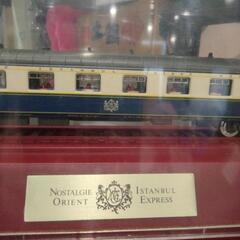 NOSTALGIE ISTANBUL
ORIENT EXPRESS